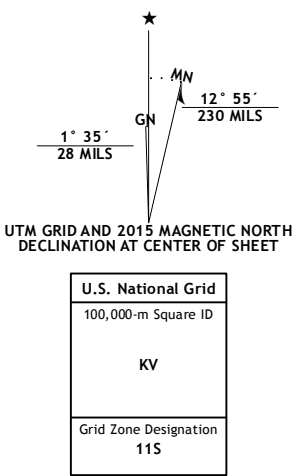 ★
MN
GN
12° 55´
230 MILS
1° 35´
28 MILS
UTM GRID AND 2015 MAGNETIC NORTH
DECLINATION AT CENTER OF SHEET
U.S. National Grid
100,000-m Square ID
KV
Grid Zone Designation
11S